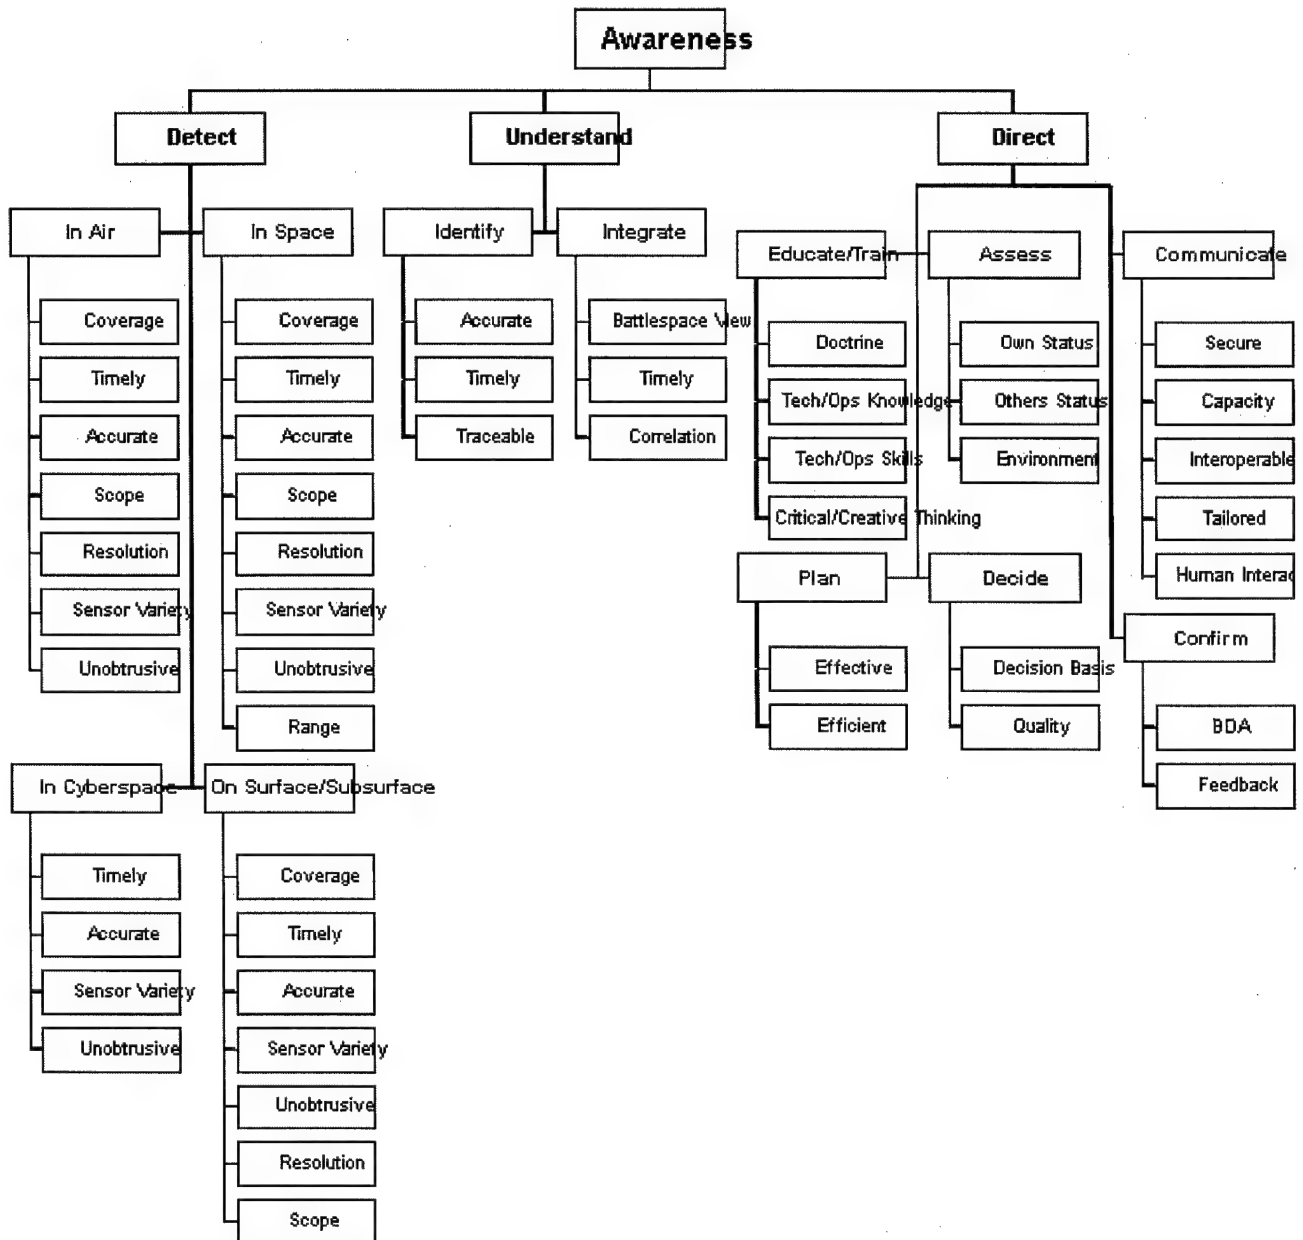 Awareness
Detect
Understand
Direct
In Air
In Space
Identify
Integrate
Educate/Train
Assess
Communicate
Coverage
Timely
Accurate
Scope
Resolution
Sensor Variety
Unobtrusive
Coverage
Timely
Accurate
Scope
Resolution
Sensor Variety
Unobtrusive
Range
Accurate
Timely
Traceable
Battlespace View
Timely
Correlation
Doctrine
Tech/Ops Knowledge
Tech/Ops Skills
Critical/Creative Thinking
Own Status
Others Status
Environment
Secure
Capacity
Interoperable
Tailored
Human Interac
Plan
Decide
Confirm
Effective
Efficient
Decision Basis
Quality
BDA
Feedback
In Cyberspace
On Surface/Subsurface
Timely
Accurate
Sensor Variety
Unobtrusive
Coverage
Timely
Accurate
Sensor Variety
Unobtrusive
Resolution
Scope